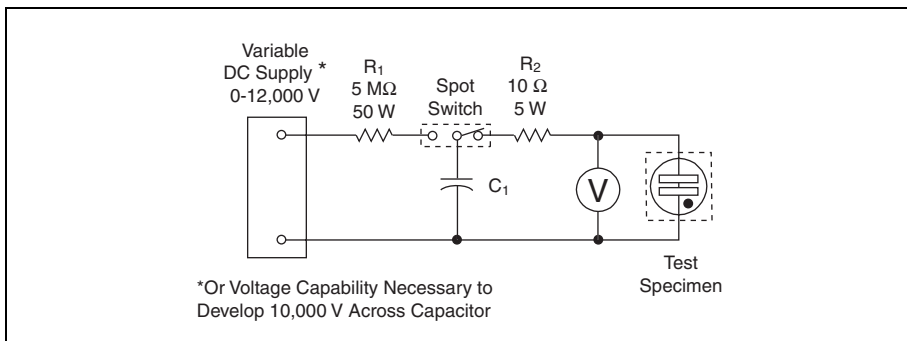 Variable
DC Supply *
0-12,000 V
R1
5 MΩ
50 W
Spot
Switch
R2
10 Ω
5 W
C1
V
Test
Specimen
*Or Voltage Capability Necessary to
Develop 10,000 V Across Capacitor